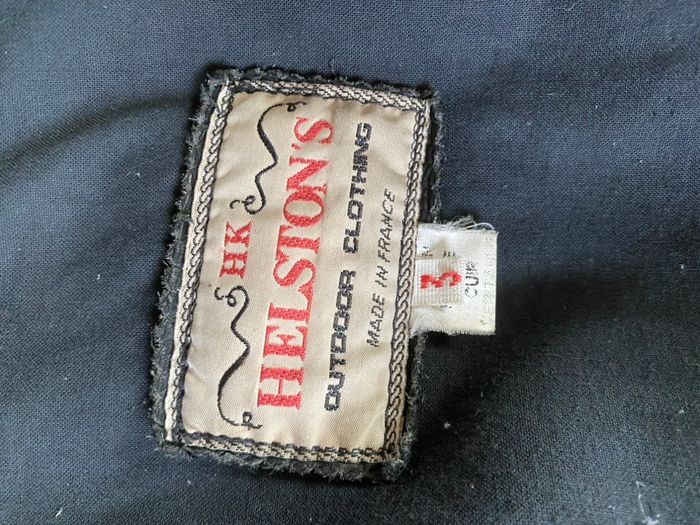 HK
HELSTON'S
OUTDOOR CLOTHING
MADE IN FRANCE
3
CUIR